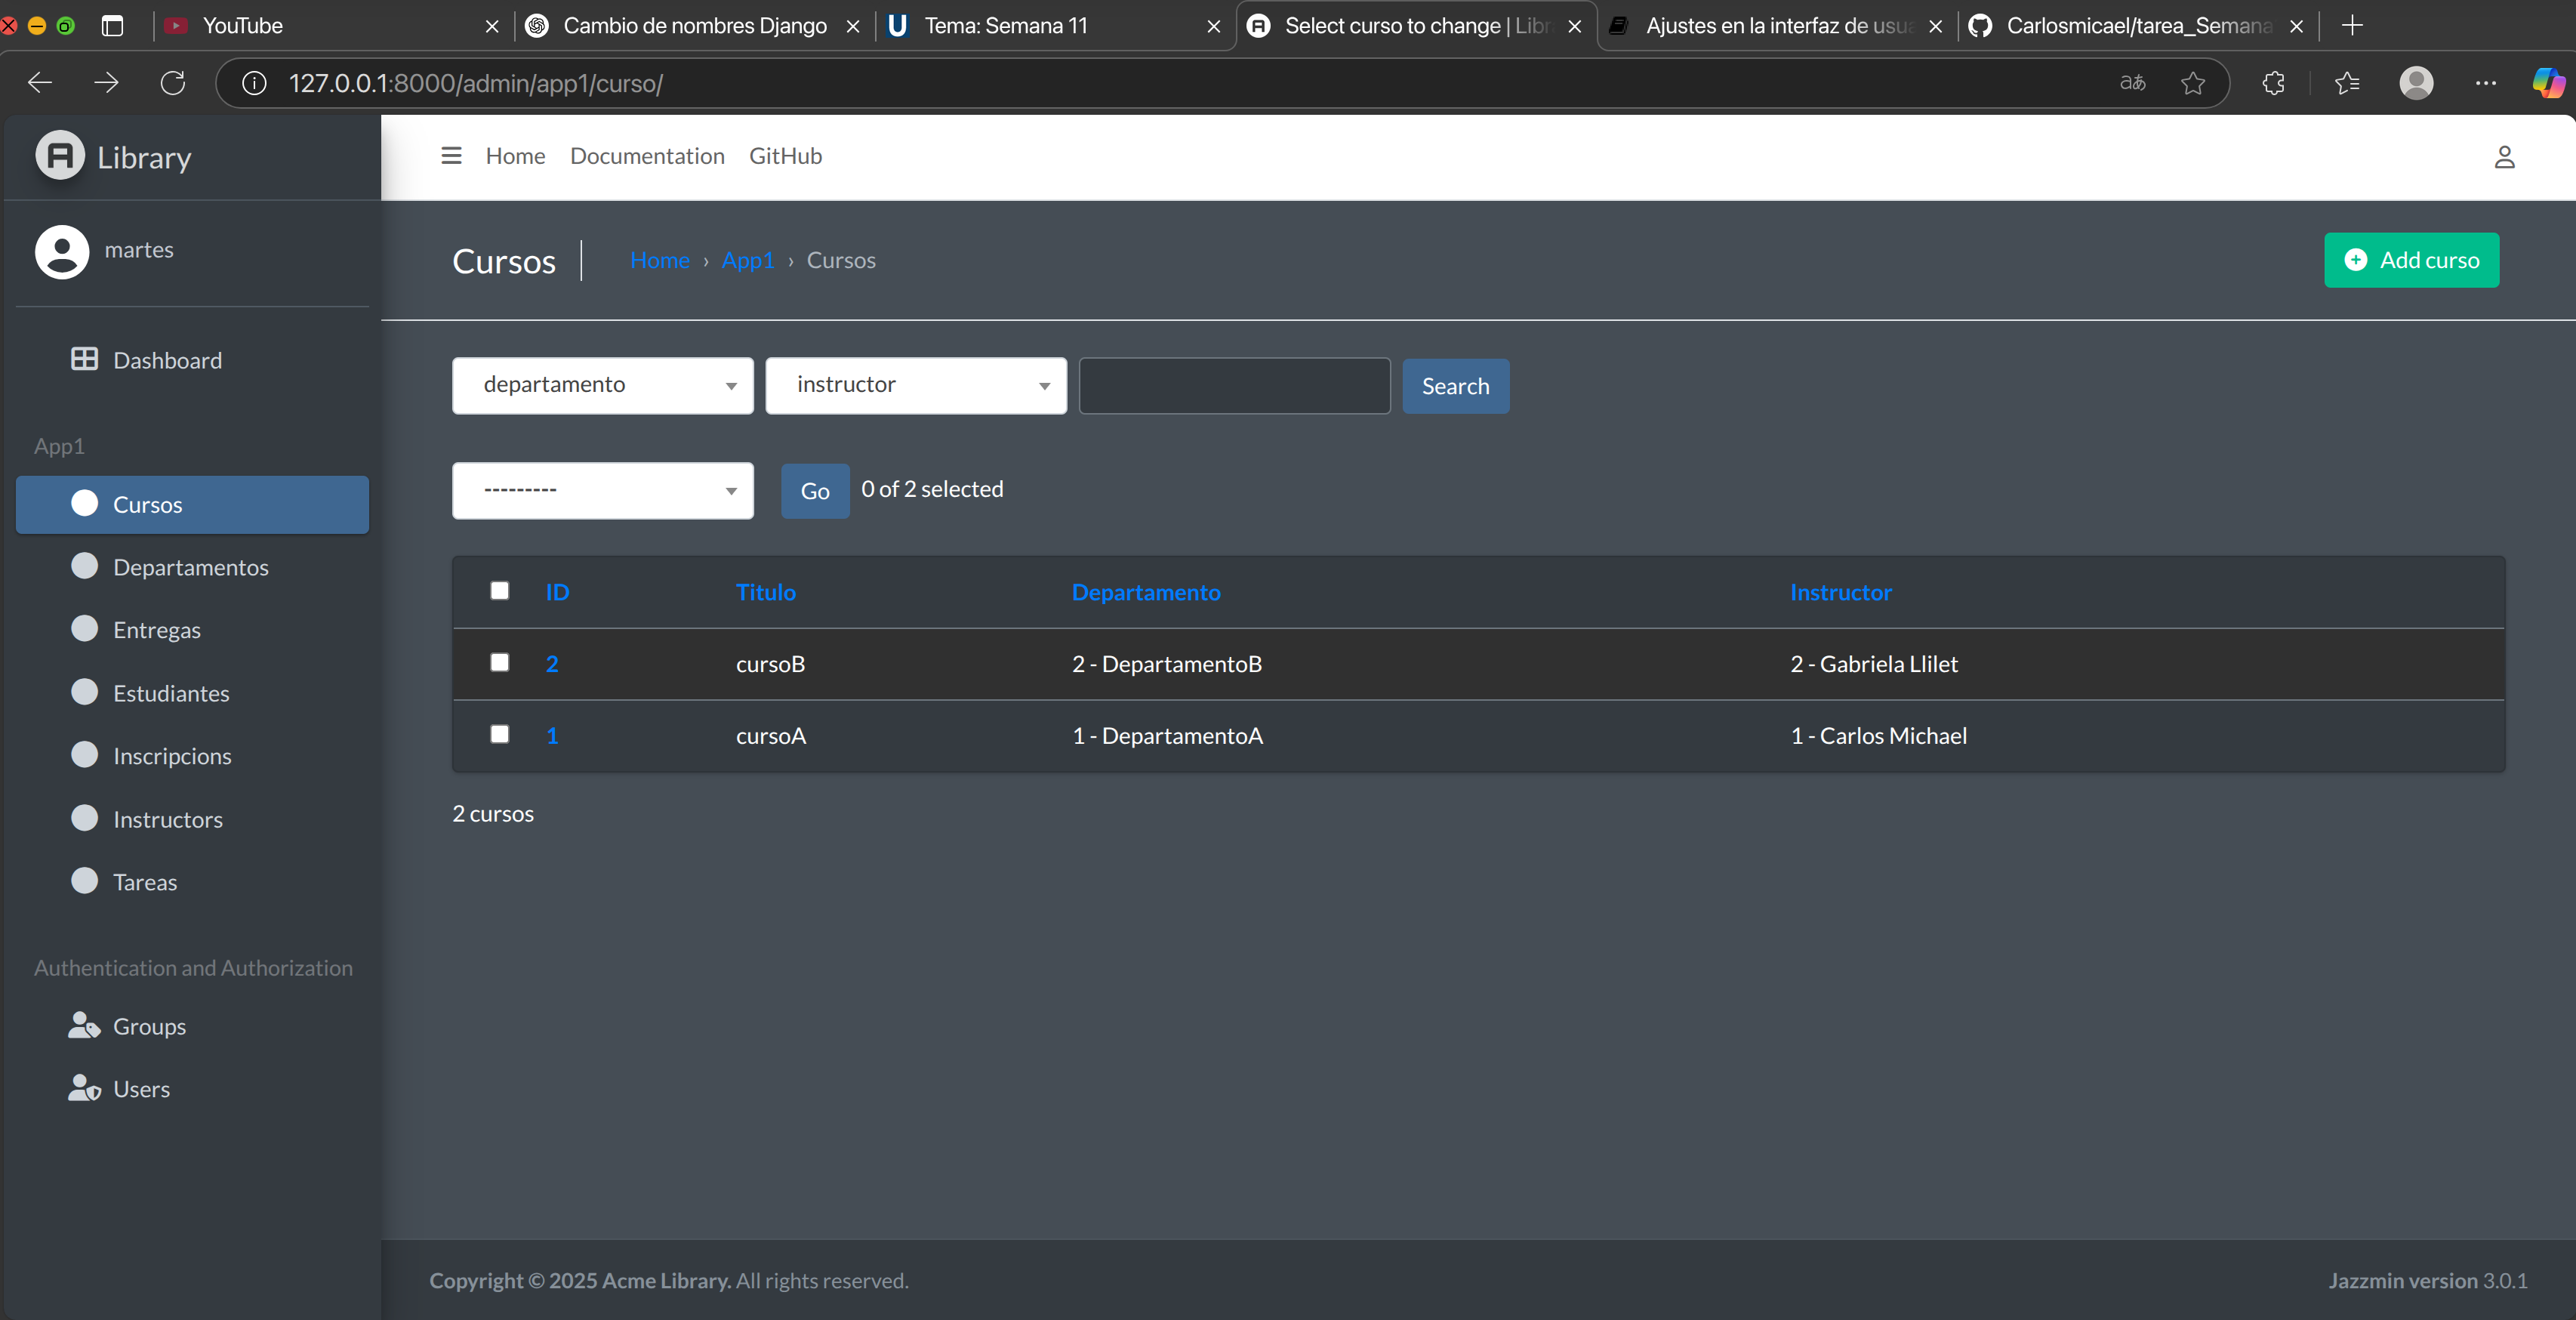 YouTube
Cambio de nombres Django
Tema: Semana 11
Select curso to change | Libr
Ajustes en la interfaz de usua
Carlosmicael/tarea_Semana
127.0.0.1:8000/admin/app1/curso/
Library
Home
Documentation
GitHub
martes
Cursos
Home › App1 › Cursos
Add curso
Dashboard
departamento
instructor
Search
App1
---------
Go
0 of 2 selected
Cursos
Departamentos
Entregas
Estudiantes
Inscripcions
Instructors
Tareas
ID Titulo Departamento Instructor
2 cursoB 2 - DepartamentoB 2 - Gabriela Llilet
1 cursoA 1 - DepartamentoA 1 - Carlos Michael
2 cursos
Authentication and Authorization
Groups
Users
Copyright © 2025 Acme Library. All rights reserved.
Jazzmin version 3.0.1